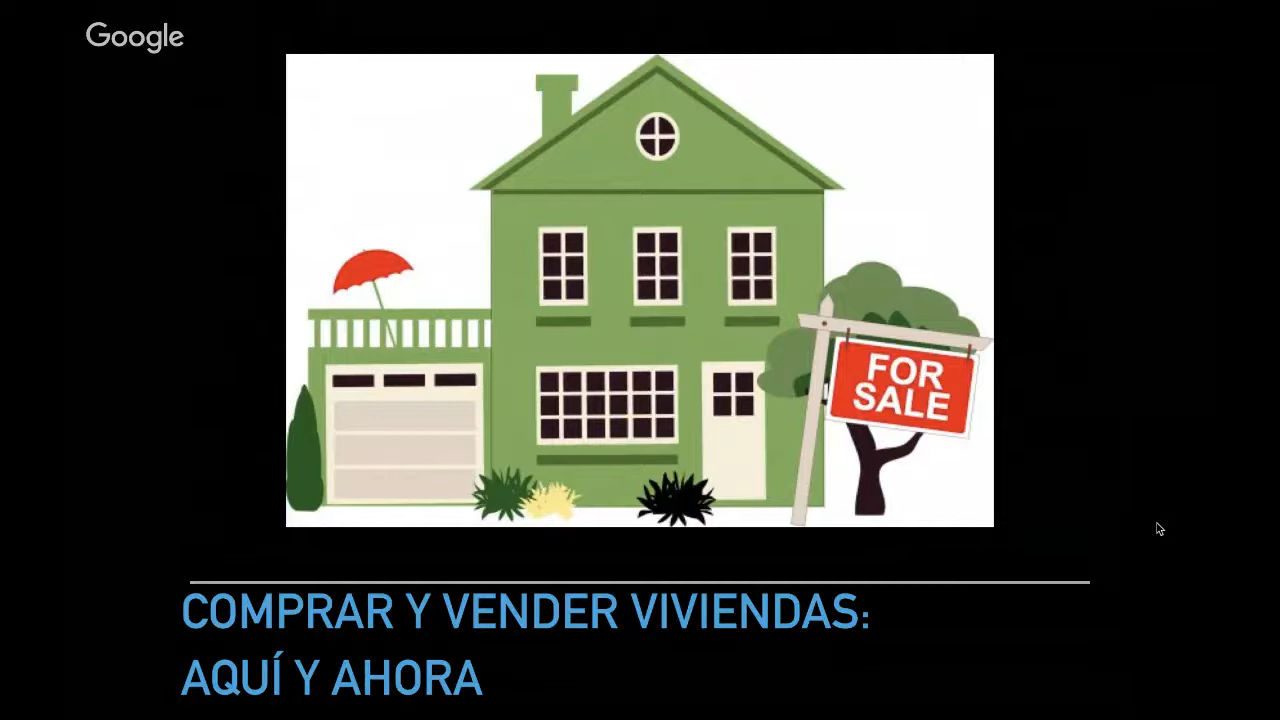 Google
FOR
SALE
COMPRAR Y VENDER VIVIENDAS:
AQUÍ Y AHORA